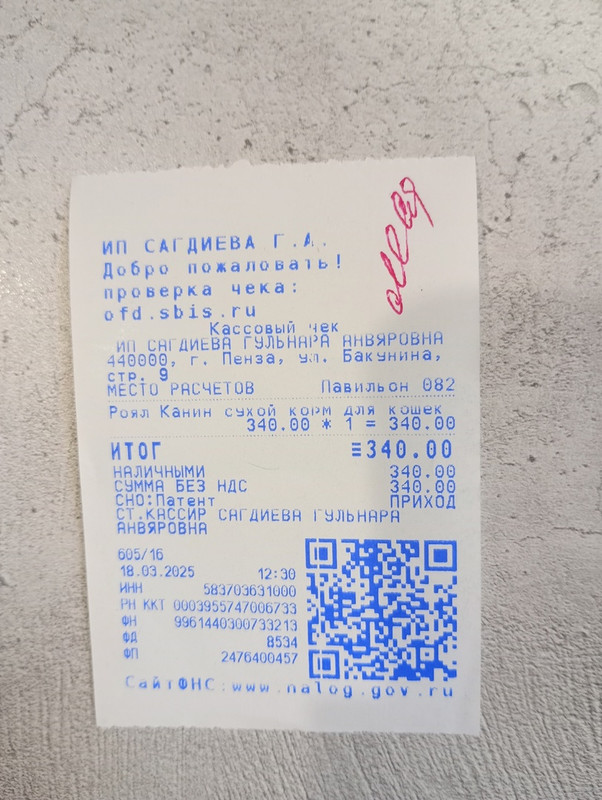 ИП САГДИЕВА Г.А.
Добро пожаловать!
проверка чека:
ofd.sbis.ru
Кассовый чек
ИП САГДИЕВА ГУЛЬНАРА АНВЯРОВНА
440000, г. Пенза, ул. Бакунина,
стр. 9
МЕСТО РАСЧЕТОВ Павильон 082
Роял Канин сухой корм для кошек
340.00 * 1 = 340.00
ИТОГ ≡340.00
НАЛИЧНЫМИ 340.00
СУММА БЕЗ НДС 340.00
СНО:Патент ПРИХОД
СТ.КАССИР САГДИЕВА ГУЛЬНАРА
АНВЯРОВНА
605/16
18.03.2025 12:30
ИНН 583703631000
РН ККТ 0003955747006733
ФН 9961440300733213
ФД 8534
ФП 2476400457
СайтФНС:www.nalog.gov.ru